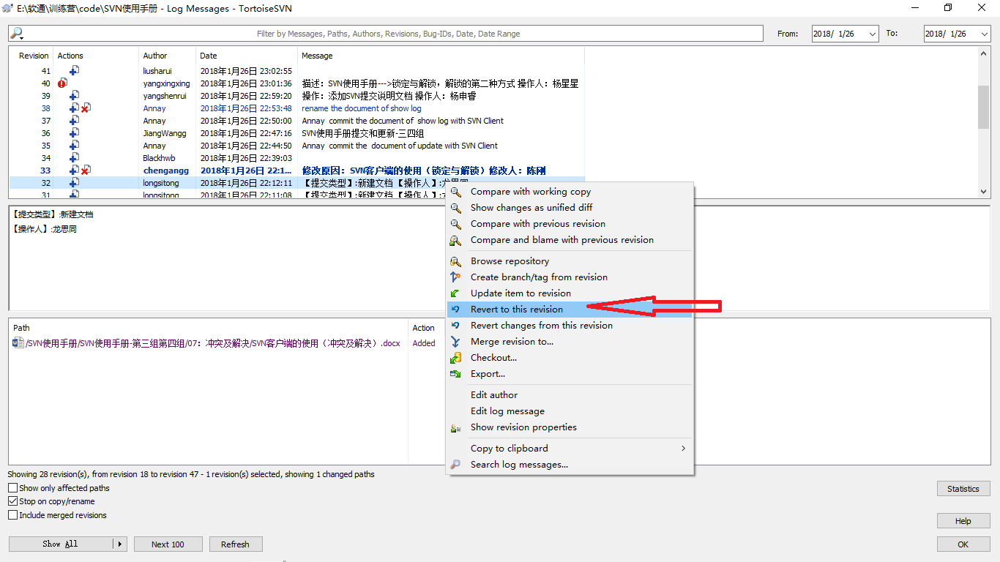 E:\软通\训练营\code\SVN使用手册 - Log Messages - TortoiseSVN
Filter by Messages, Paths, Authors, Revisions, Bug-IDs, Date, Date Range
From: 2018/ 1/26 To: 2018/ 1/26
Revision Actions Author Date Message
41 liusharui 2018年1月26日 23:02:55
40 yangxingxing 2018年1月26日 23:01:36 描述：SVN使用手册--->锁定与解锁，解锁的第二种方式 操作人：杨星星
39 yangshenrui 2018年1月26日 22:59:20 操作：添加SVN提交说明文档 操作人：杨申睿
38 Annay 2018年1月26日 22:53:48 rename the document of show log
37 Annay 2018年1月26日 22:50:00 Annay commit the document of show log with SVN Client
36 JiangWangg 2018年1月26日 22:47:16 SVN使用手册提交和更新-三四组
35 Annay 2018年1月26日 22:44:50 Annay commit the document of update with SVN Client
34 Blackhwb 2018年1月26日 22:39:03
33 chengangg 2018年1月26日 22:1... 修改原因：SVN客户端的使用（锁定与解锁）修改人：陈刚
32 longsitong 2018年1月26日 22:12:11 【提交类型】:新建文档 【操作人】:龙思同
31 longsitong 2018年1月26日 22:11:08 【提交类型】:新建文档 【操作人】:
【提交类型】:新建文档
【操作人】:龙思同
Compare with working copy
Show changes as unified diff
Compare with previous revision
Compare and blame with previous revision
Browse repository
Create branch/tag from revision
Update item to revision
Revert to this revision
Revert changes from this revision
Merge revision to...
Checkout...
Export...
Edit author
Edit log message
Show revision properties
Copy to clipboard
Search log messages...
Path Action
/SVN使用手册/SVN使用手册-第三组第四组/07：冲突及解决/SVN客户端的使用（冲突及解决）.docx Added
Showing 28 revision(s), from revision 18 to revision 47 - 1 revision(s) selected, showing 1 changed paths
Show only affected paths
Stop on copy/rename
Include merged revisions
Statistics
Help
Show All Next 100 Refresh OK